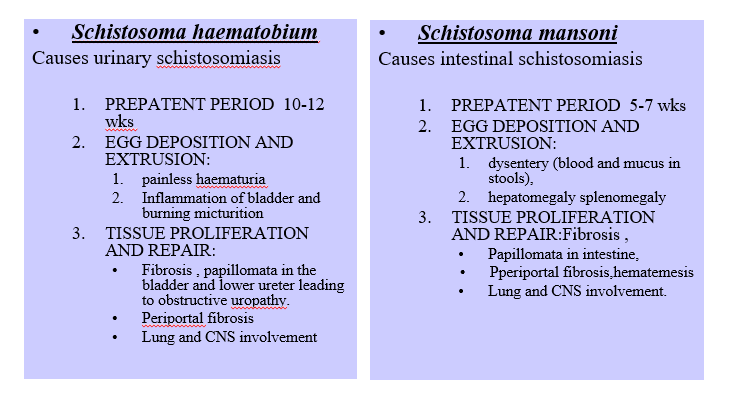 • Schistosoma haematobium
Causes urinary schistosomiasis
1. PREPATENT PERIOD 10-12
wks
2. EGG DEPOSITION AND
EXTRUSION:
1. painless haematuria
2. Inflammation of bladder and
burning micturition
3. TISSUE PROLIFERATION
AND REPAIR:
• Fibrosis , papillomata in the
bladder and lower ureter leading
to obstructive uropathy.
• Periportal fibrosis
• Lung and CNS involvement
• Schistosoma mansoni
Causes intestinal schistosomiasis
1. PREPATENT PERIOD 5-7 wks
2. EGG DEPOSITION AND
EXTRUSION:
1. dysentery (blood and mucus in
stools),
2. hepatomegaly splenomegaly
3. TISSUE PROLIFERATION
AND REPAIR:Fibrosis ,
• Papillomata in intestine,
• Pperiportal fibrosis,hematemesis
• Lung and CNS involvement.